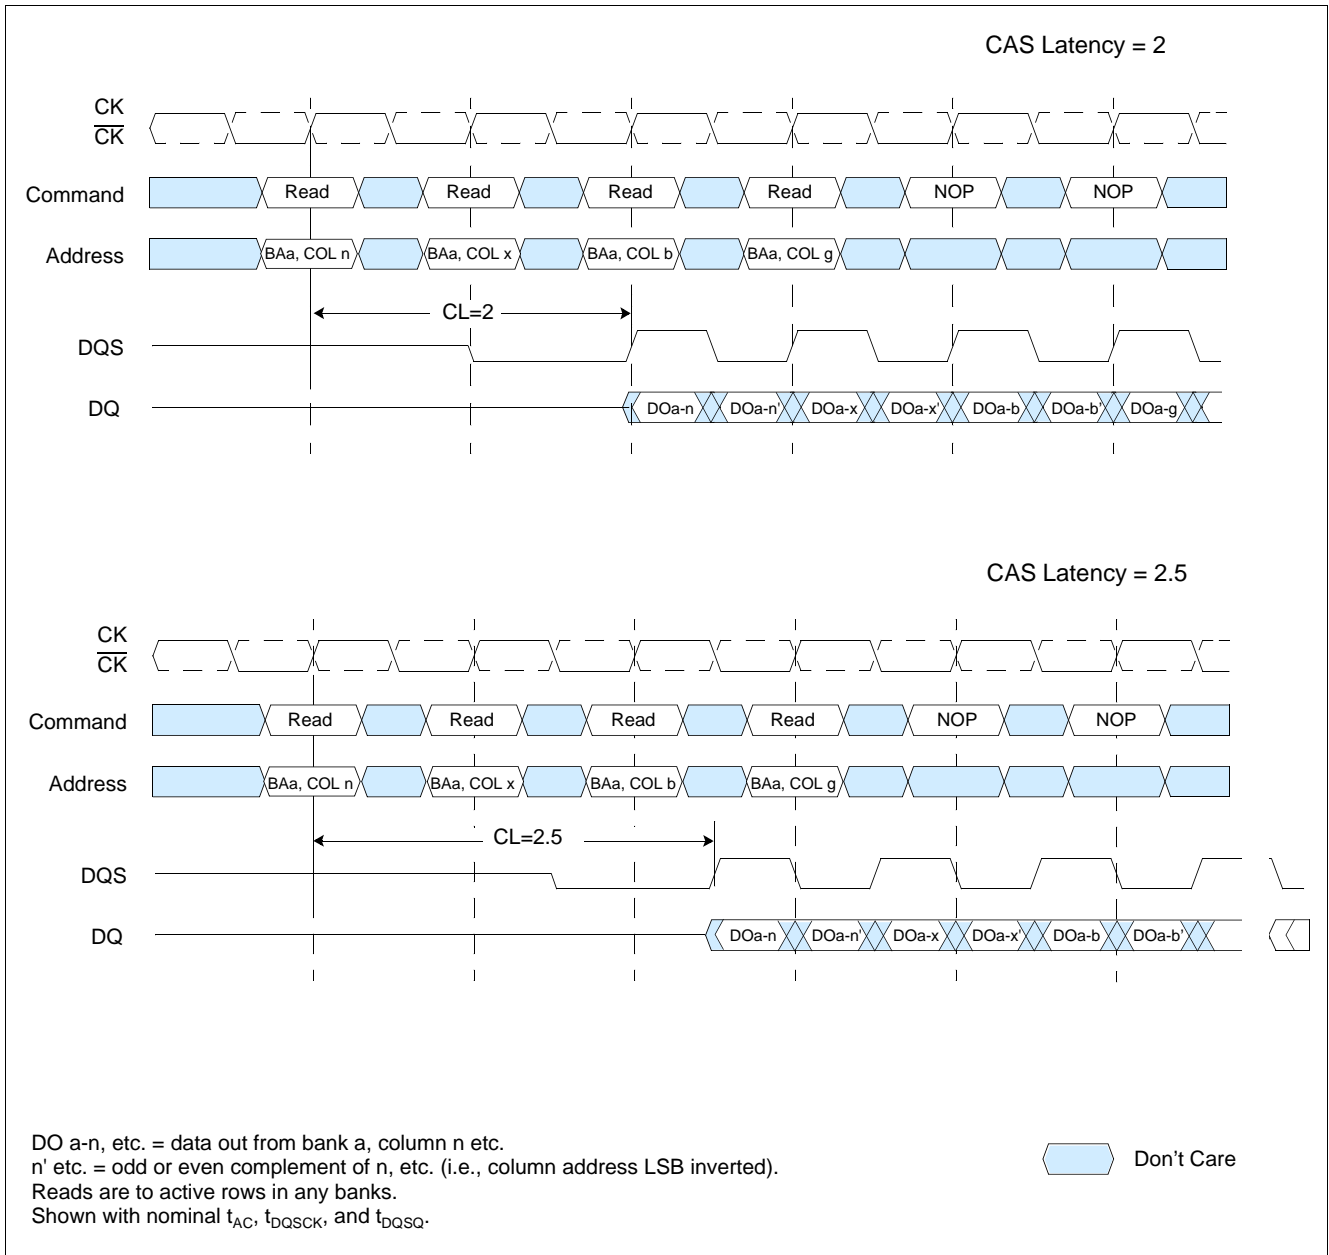 CAS Latency = 2
CK
CK
Command Read Read Read Read NOP NOP
Address BAa, COL n BAa, COL x BAa, COL b BAa, COL g
CL=2
DQS
DQ DOa-n DOa-n' DOa-x DOa-x' DOa-b DOa-b' DOa-g
CAS Latency = 2.5
CK
CK
Command Read Read Read Read NOP NOP
Address BAa, COL n BAa, COL x BAa, COL b BAa, COL g
CL=2.5
DQS
DQ DOa-n DOa-n' DOa-x DOa-x' DOa-b DOa-b'
DO a-n, etc. = data out from bank a, column n etc.
n' etc. = odd or even complement of n, etc. (i.e., column address LSB inverted).
Reads are to active rows in any banks.
Shown with nominal tAC, tDQSCK, and tDQSQ.
Don't Care